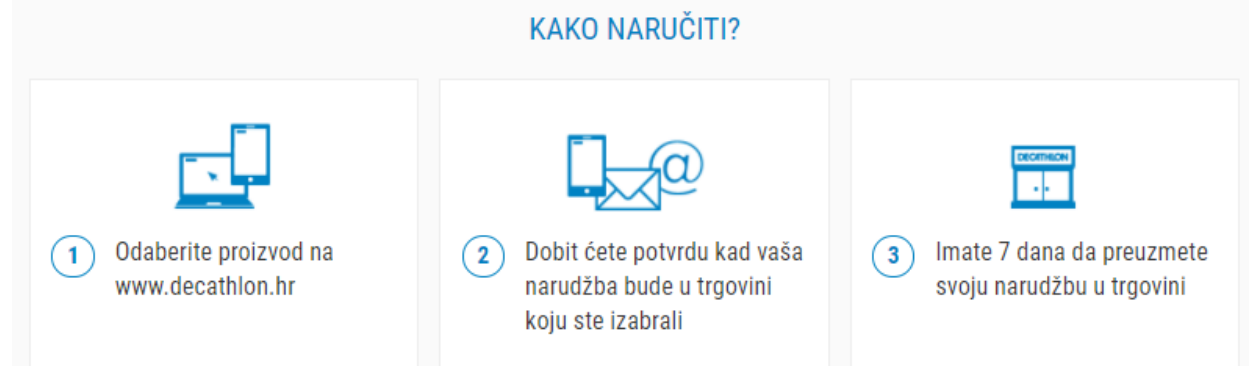 KAKO NARUČITI?
@
DECATHLON
1
Odaberite proizvod na
www.decathlon.hr
2
Dobit ćete potvrdu kad vaša
narudžba bude u trgovini
koju ste izabrali
3
Imate 7 dana da preuzmete
svoju narudžbu u trgovini